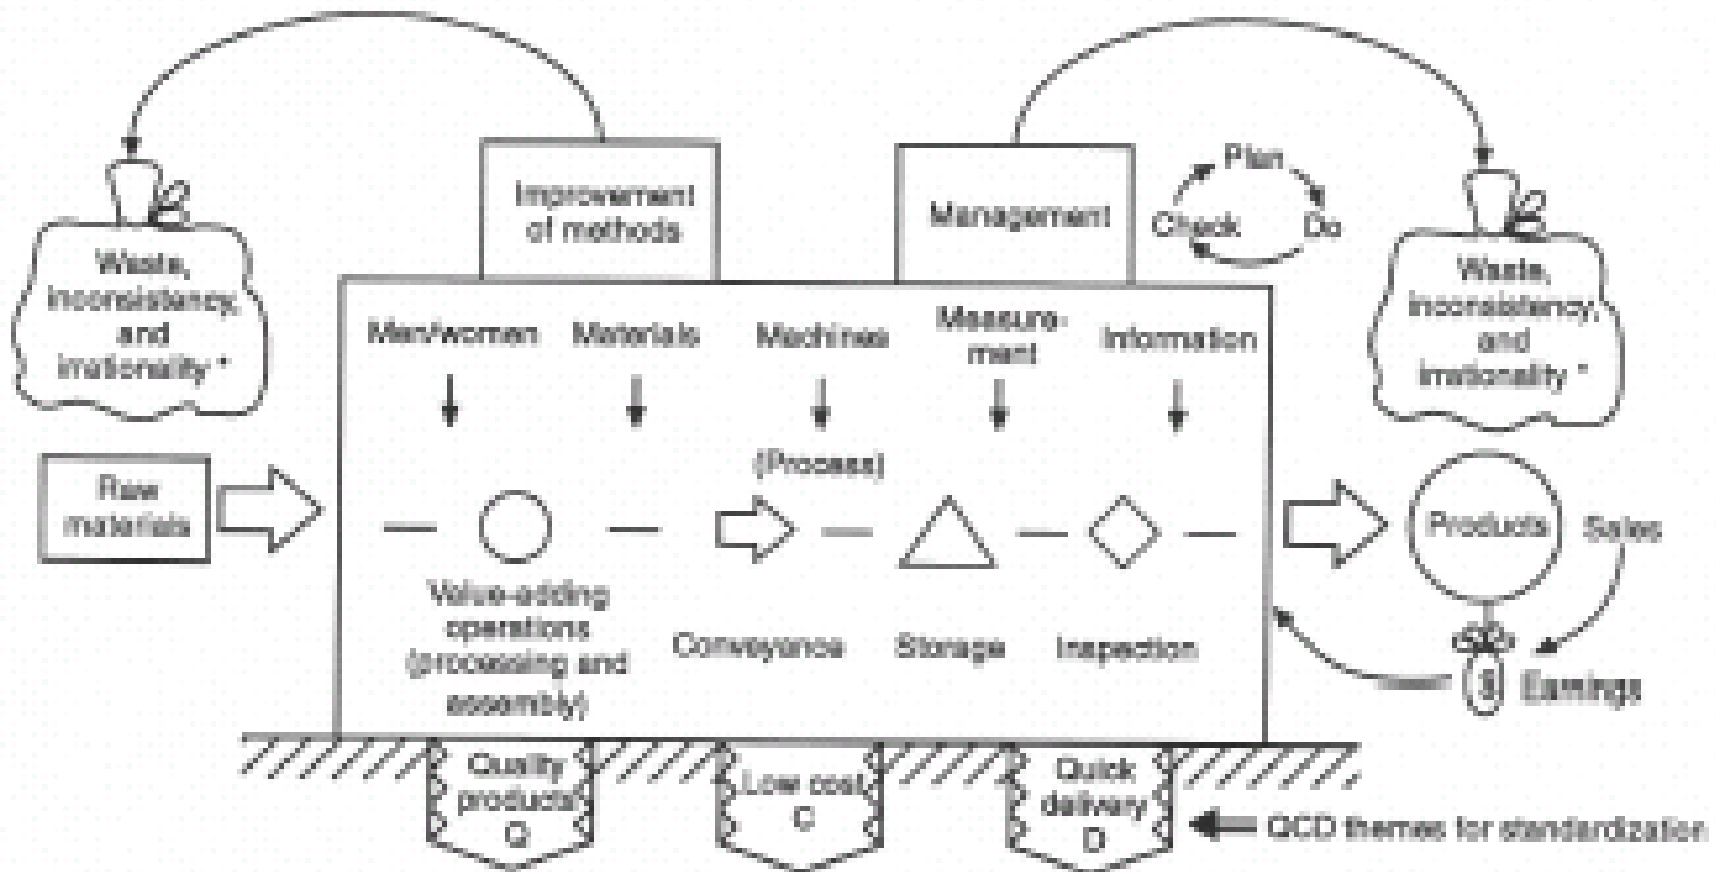 Improvement
of methods
Management
Plan
Check
Do
Waste,
inconsistency,
and
irrationality *
Waste,
inconsistency,
and
irrationality *
Men/women
Materials
Machines
Measure-
ment
Information
(Process)
Raw
materials
Products
Sales
Value-adding
operations
(processing and
assembly)
Conveyance
Storage
Inspection
$
Earnings
Quality
products
Q
Low cost
C
Quick
delivery
D
QCD themes for standardization